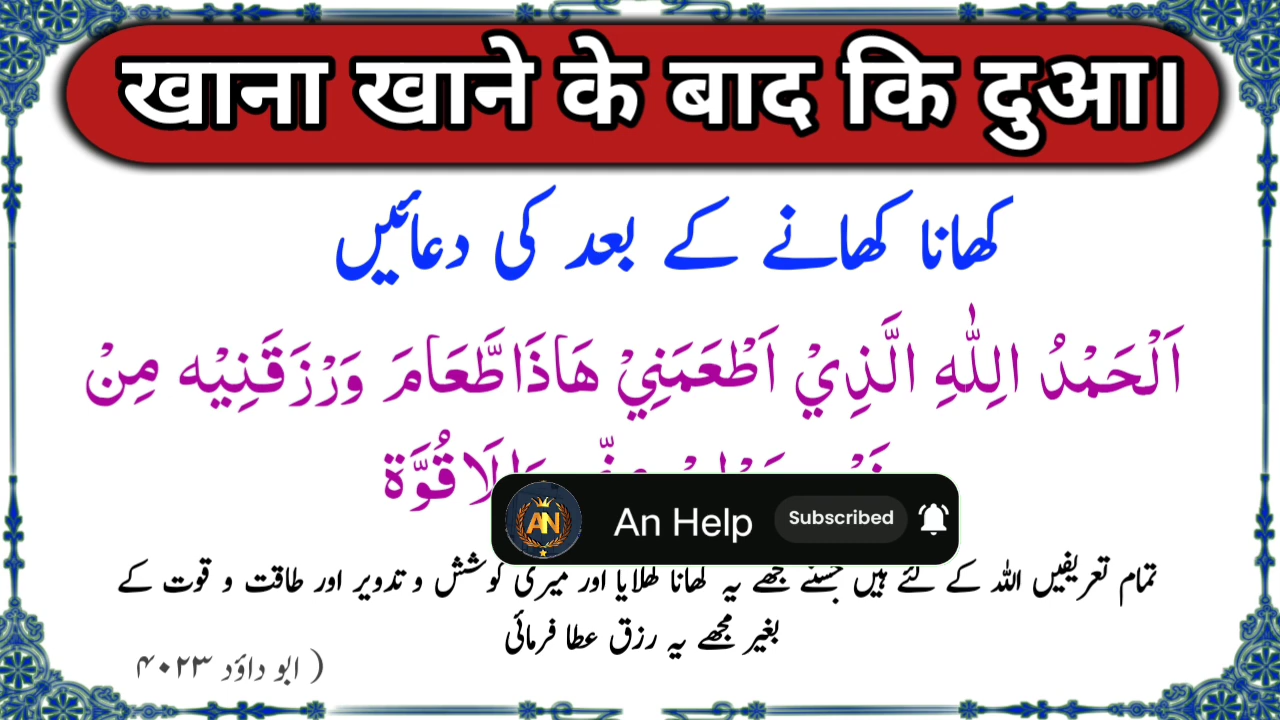 खाना खाने के बाद कि दुआ।
کھانا کھانے کے بعد کی دعائیں
اَلْحَمْدُ الِلّٰهِ الَّذِيْ اَطْعَمَنِيْ هَاذَاطَّعَامَ وَرْزَقَنِيْه مِنْ
قُوَّة
An Help Subscribed
تمام تعریفیں اللہ کے لئے ہیں جسنے مجھے یہ کھانا کھلایا اور میری کوشش و تدویر اور طاقت و قوت کے
بغیر مجھے یہ رزق عطا فرمائی
( ابو داؤد ۴۰۲۳